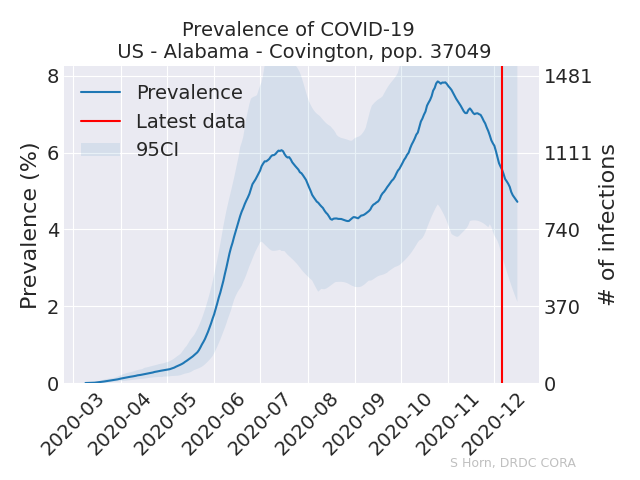 Prevalence of COVID-19
US - Alabama - Covington, pop. 37049
Prevalence
Latest data
95CI
Prevalence (%)
8
6
4
2
0
1481
1111
740
370
0
# of infections
2020-03
2020-04
2020-05
2020-06
2020-07
2020-08
2020-09
2020-10
2020-11
2020-12
S Horn, DRDC CORA